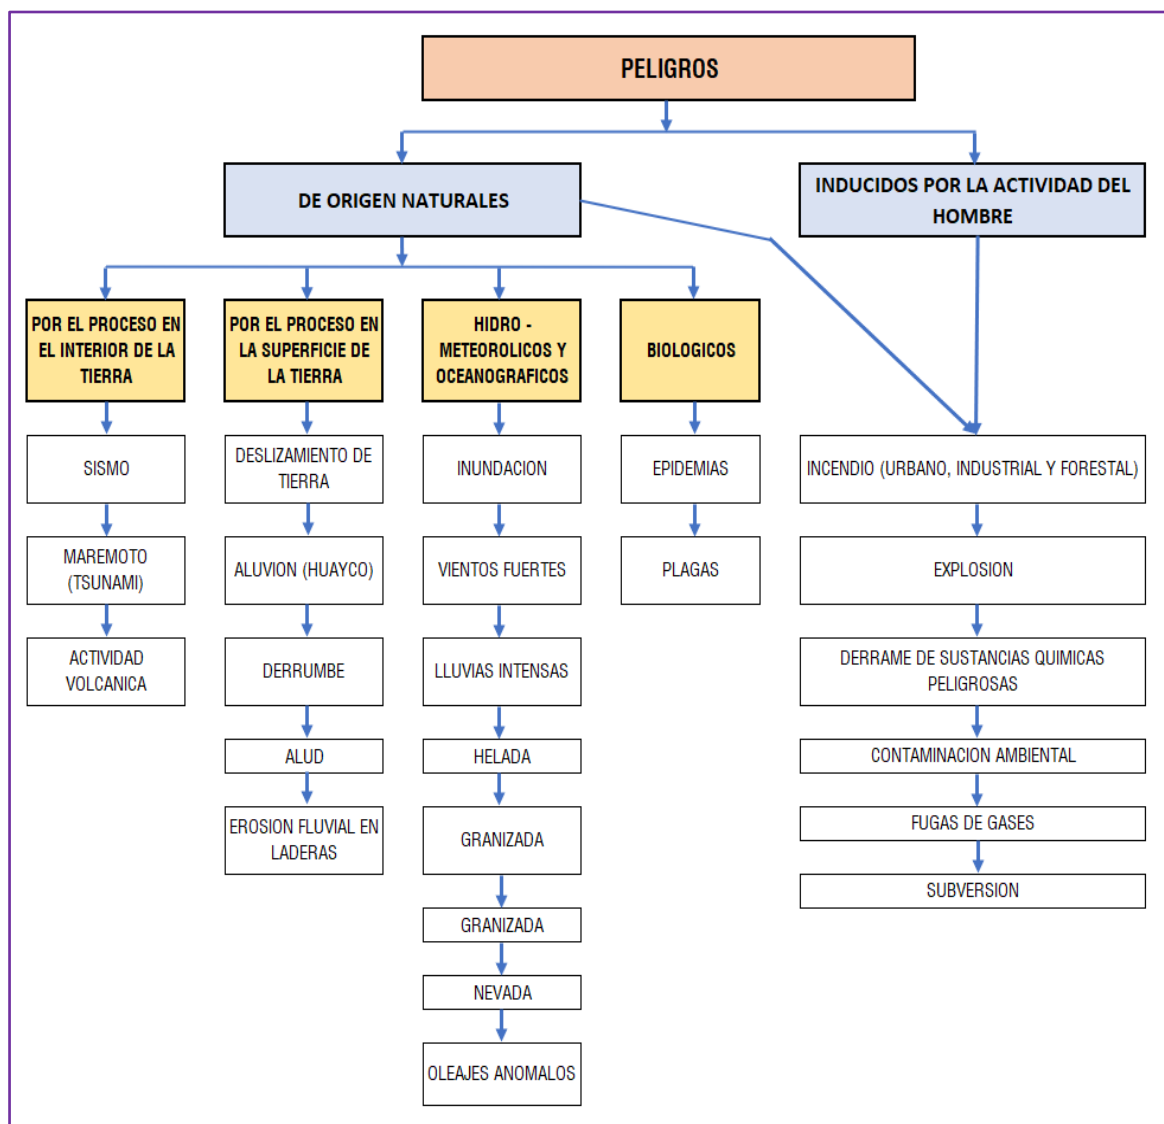 PELIGROS
DE ORIGEN NATURALES
INDUCIDOS POR LA ACTIVIDAD DEL
HOMBRE
POR EL PROCESO EN
EL INTERIOR DE LA
TIERRA
POR EL PROCESO EN
LA SUPERFICIE DE
LA TIERRA
HIDRO -
METEOROLICOS Y
OCEANOGRAFICOS
BIOLOGICOS
SISMO
MAREMOTO
(TSUNAMI)
ACTIVIDAD
VOLCANICA
DESLIZAMIENTO DE
TIERRA
ALUVION (HUAYCO)
DERRUMBE
ALUD
EROSION FLUVIAL EN
LADERAS
INUNDACION
VIENTOS FUERTES
LLUVIAS INTENSAS
HELADA
GRANIZADA
GRANIZADA
NEVADA
OLEAJES ANOMALOS
EPIDEMIAS
PLAGAS
INCENDIO (URBANO, INDUSTRIAL Y FORESTAL)
EXPLOSION
DERRAME DE SUSTANCIAS QUIMICAS
PELIGROSAS
CONTAMINACION AMBIENTAL
FUGAS DE GASES
SUBVERSION